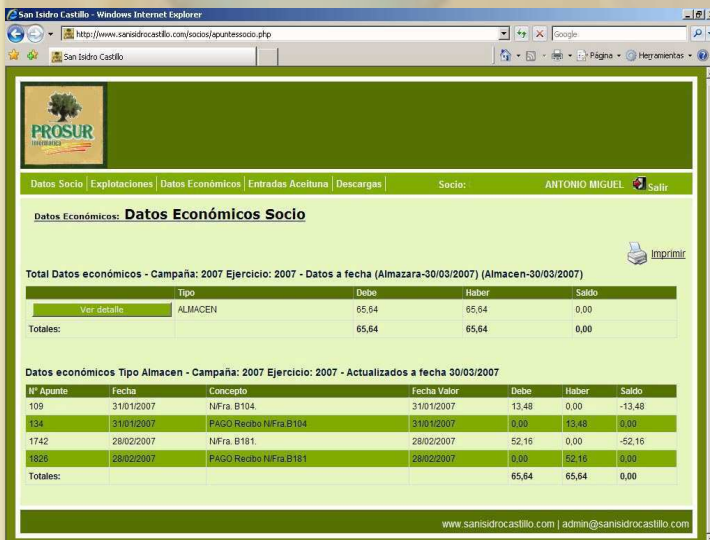 San Isidro Castillo - Windows Internet Explorer
http://www.sanisidrocastillo.com/socios/apuntessocio.php
Google
San Isidro Castillo
Página
Herramientas
PROSUR
INFORMATICA
Datos Socio | Explotaciones | Datos Económicos | Entradas Aceituna | Descargas | Socio: ANTONIO MIGUEL Salir
Datos Económicos: Datos Económicos Socio
Imprimir
Total Datos económicos - Campaña: 2007 Ejercicio: 2007 - Datos a fecha (Almazara-30/03/2007) (Almacen-30/03/2007)
Tipo Debe Haber Saldo
Ver detalle ALMACEN 65,64 65,64 0,00
Totales: 65,64 65,64 0,00
Datos económicos Tipo Almacen - Campaña: 2007 Ejercicio: 2007 - Actualizados a fecha 30/03/2007
Nº Apunte Fecha Concepto Fecha Valor Debe Haber Saldo
109 31/01/2007 N/Fra. B104. 31/01/2007 13,48 0,00 -13,48
134 31/01/2007 PAGO Recibo N/Fra.B104 31/01/2007 0,00 13,48 0,00
1742 28/02/2007 N/Fra. B181. 28/02/2007 52,16 0,00 -52,16
1826 28/02/2007 PAGO Recibo N/Fra.B181 28/02/2007 0,00 52,16 0,00
Totales: 65,64 65,64 0,00
www.sanisidrocastillo.com | admin@sanisidrocastillo.com